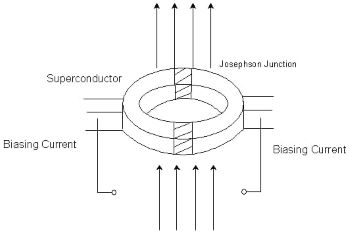 Josephson Junction
Superconductor
Biasing Current
Biasing Current